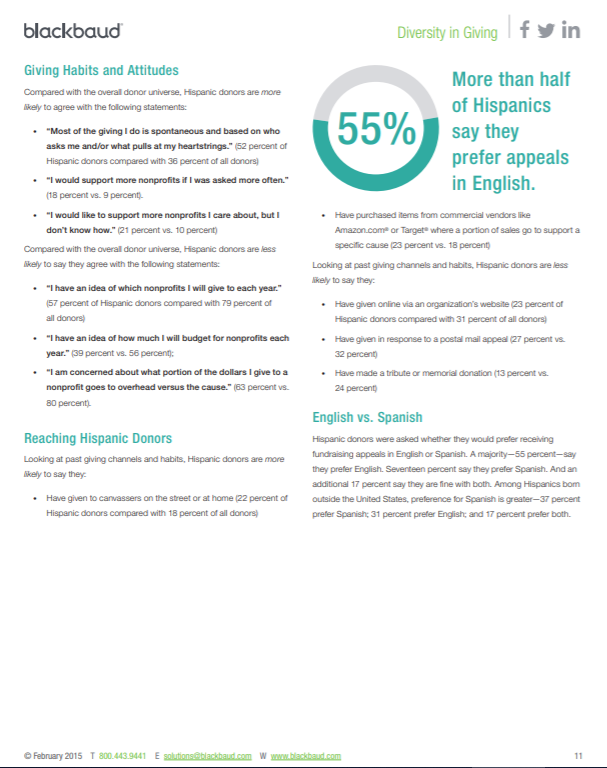 blackbaud®
Diversity in Giving
Giving Habits and Attitudes
Compared with the overall donor universe, Hispanic donors are more
likely to agree with the following statements:
• “Most of the giving I do is spontaneous and based on who
asks me and/or what pulls at my heartstrings.” (52 percent of
Hispanic donors compared with 36 percent of all donors)
• “I would support more nonprofits if I was asked more often.”
(18 percent vs. 9 percent).
• “I would like to support more nonprofits I care about, but I
don’t know how.” (21 percent vs. 10 percent)
Compared with the overall donor universe, Hispanic donors are less
likely to say they agree with the following statements:
• “I have an idea of which nonprofits I will give to each year.”
(57 percent of Hispanic donors compared with 79 percent of
all donors)
• “I have an idea of how much I will budget for nonprofits each
year.” (39 percent vs. 56 percent);
• “I am concerned about what portion of the dollars I give to a
nonprofit goes to overhead versus the cause.” (63 percent vs.
80 percent).
Reaching Hispanic Donors
Looking at past giving channels and habits, Hispanic donors are more
likely to say they:
• Have given to canvassers on the street or at home (22 percent of
Hispanic donors compared with 18 percent of all donors)
55%
More than half
of Hispanics
say they
prefer appeals
in English.
• Have purchased items from commercial vendors like
Amazon.com® or Target® where a portion of sales go to support a
specific cause (23 percent vs. 18 percent)
Looking at past giving channels and habits, Hispanic donors are less
likely to say they:
• Have given online via an organization’s website (23 percent of
Hispanic donors compared with 31 percent of all donors)
• Have given in response to a postal mail appeal (27 percent vs.
32 percent)
• Have made a tribute or memorial donation (13 percent vs.
24 percent)
English vs. Spanish
Hispanic donors were asked whether they would prefer receiving
fundraising appeals in English or Spanish. A majority—55 percent—say
they prefer English. Seventeen percent say they prefer Spanish. And an
additional 17 percent say they are fine with both. Among Hispanics born
outside the United States, preference for Spanish is greater—37 percent
prefer Spanish; 31 percent prefer English; and 17 percent prefer both.
© February 2015 T 800.443.9441 E solutions@blackbaud.com W www.blackbaud.com
11